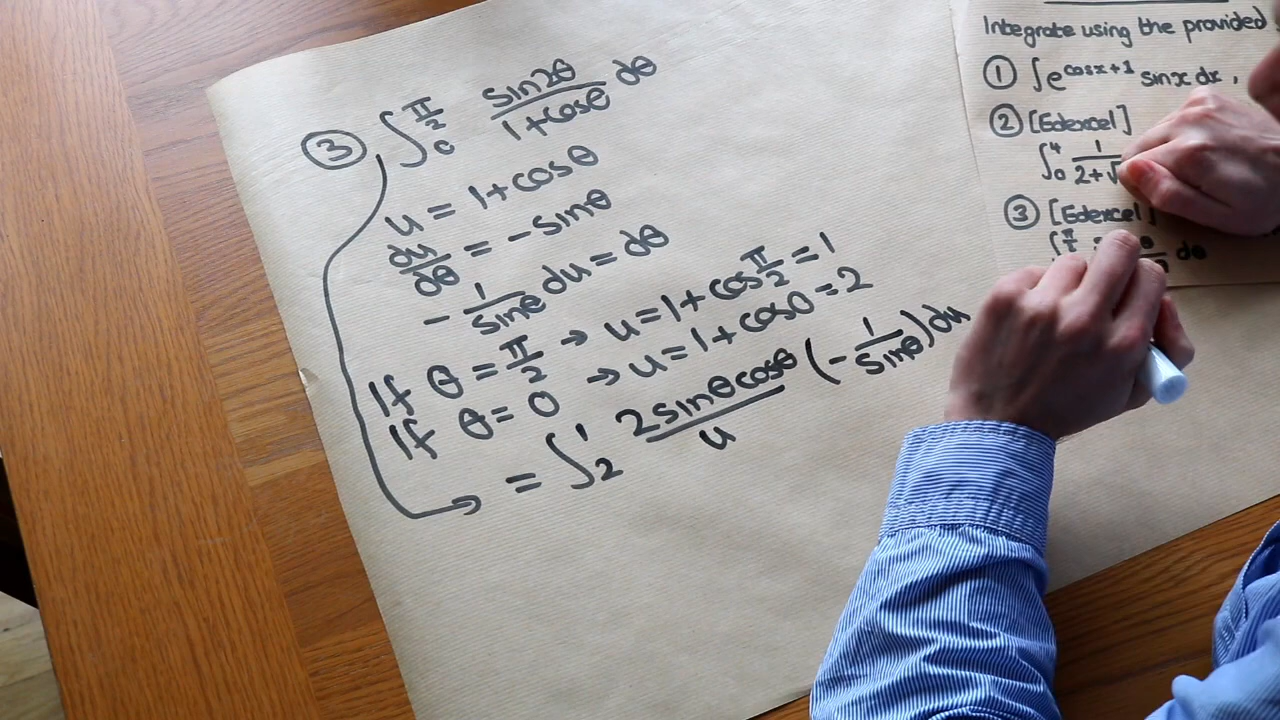 ③ ∫₀^(π/2) sin2θ/(1+cosθ) dθ
u = 1+cosθ
du/dθ = -sinθ
- 1/sinθ du = dθ
If θ = π/2 → u = 1+cos π/2 = 1
If θ = 0 → u = 1+cos0 = 2
= ∫₂¹ 2sinθcosθ/u (- 1/sinθ) du
Integrate using the provided
① ∫e^(cosx+1) sinx dx,
② [Edexcel]
∫₀⁴ 1/(2+√
③ [Edexcel]
dθ